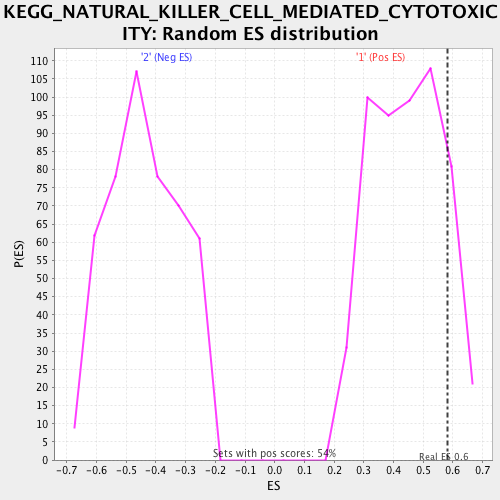 KEGG_NATURAL_KILLER_CELL_MEDIATED_CYTOTOXIC
ITY: Random ES distribution
'2' (Neg ES) '1' (Pos ES)
110
105
100
95
90
85
80
75
70
65
60
55
50
45
40
35
30
25
20
15
10
5
0
P(ES)
Sets with pos scores: 54%
Real ES 0.6
-0.7 -0.6 -0.5 -0.4 -0.3 -0.2 -0.1 0.0 0.1 0.2 0.3 0.4 0.5 0.6 0.7
ES